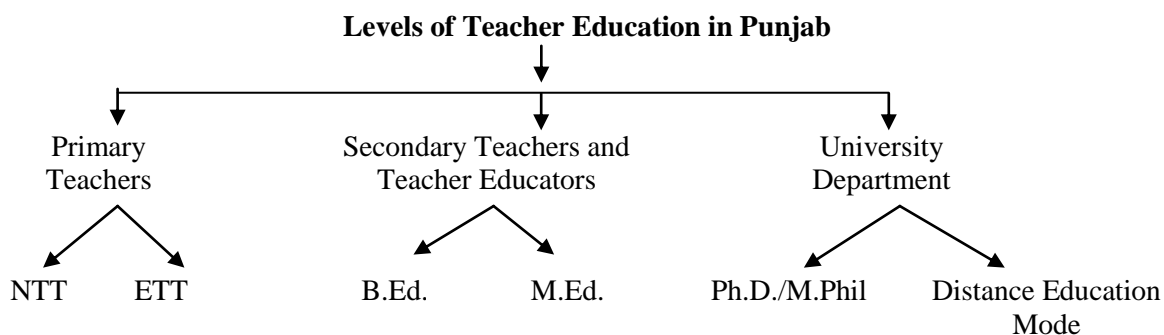 Levels of Teacher Education in Punjab
Primary
Teachers
Secondary Teachers and
Teacher Educators
University
Department
NTT
ETT
B.Ed.
M.Ed.
Ph.D./M.Phil
Distance Education
Mode